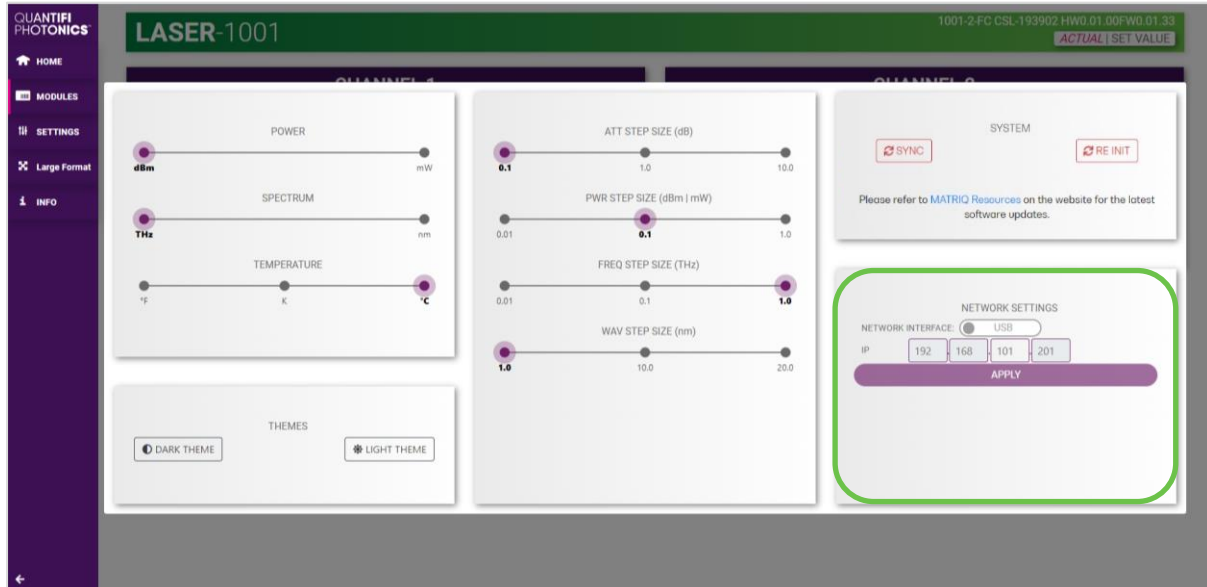 QUANTIFI
PHOTONICS™
HOME
MODULES
SETTINGS
Large Format
INFO
LASER-1001
1001-2-FC CSL-193902 HW0.01.00FW0.01.33
ACTUAL | SET VALUE
CHANNEL 1
CHANNEL 2
POWER
dBm
mW
SPECTRUM
THz
nm
TEMPERATURE
°F
K
°C
THEMES
DARK THEME
LIGHT THEME
ATT STEP SIZE (dB)
0.1
1.0
10.0
PWR STEP SIZE (dBm | mW)
0.01
0.1
1.0
FREQ STEP SIZE (THz)
0.01
0.1
1.0
WAV STEP SIZE (nm)
1.0
10.0
20.0
SYSTEM
SYNC
RE INIT
Please refer to MATRIQ Resources on the website for the latest
software updates.
NETWORK SETTINGS
NETWORK INTERFACE: USB
IP 192 . 168 . 101 . 201
APPLY